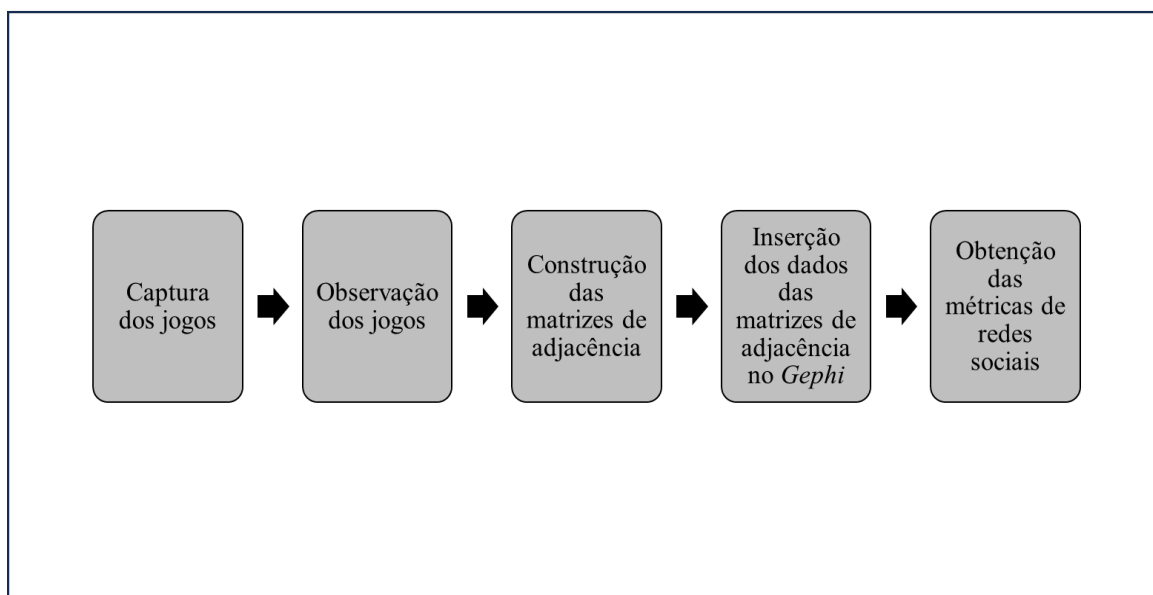 Captura
dos jogos
Observação
dos jogos
Construção
das
matrizes de
adjacência
Inserção
dos dados
das
matrizes de
adjacência
no Gephi
Obtenção
das
métricas de
redes
sociais